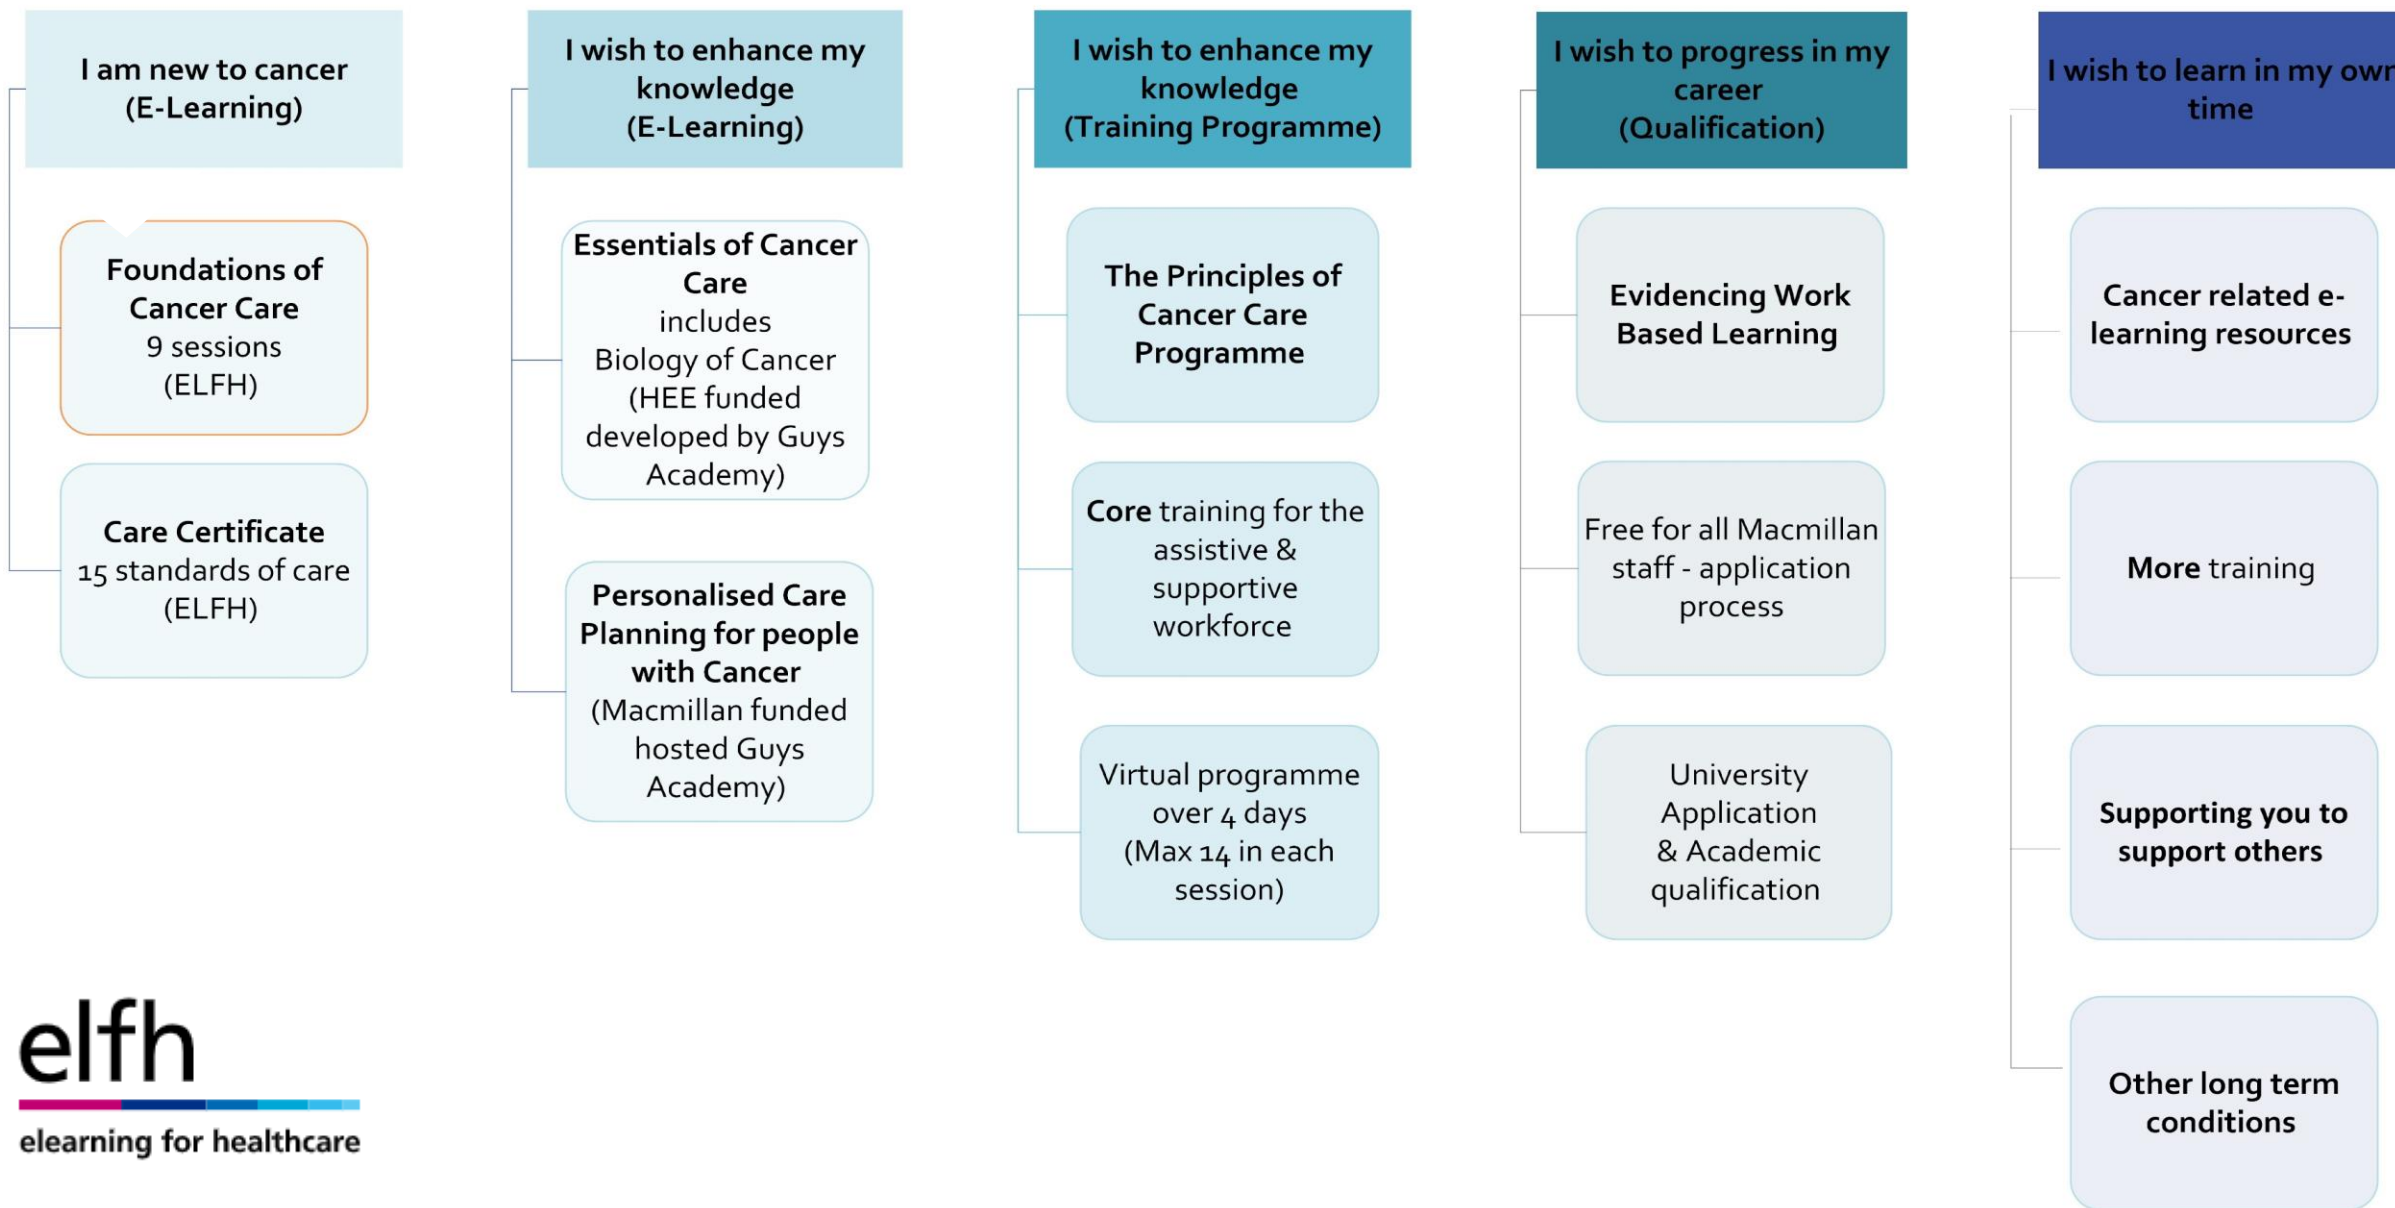 I am new to cancer
(E-Learning)
Foundations of
Cancer Care
9 sessions
(ELFH)
Care Certificate
15 standards of care
(ELFH)
I wish to enhance my
knowledge
(E-Learning)
Essentials of Cancer
Care
includes
Biology of Cancer
(HEE funded
developed by Guys
Academy)
Personalised Care
Planning for people
with Cancer
(Macmillan funded
hosted Guys
Academy)
I wish to enhance my
knowledge
(Training Programme)
The Principles of
Cancer Care
Programme
Core training for the
assistive &
supportive
workforce
Virtual programme
over 4 days
(Max 14 in each
session)
I wish to progress in my
career
(Qualification)
Evidencing Work
Based Learning
Free for all Macmillan
staff - application
process
University
Application
& Academic
qualification
I wish to learn in my own
time
Cancer related e-
learning resources
More training
Supporting you to
support others
Other long term
conditions
elfh
elearning for healthcare